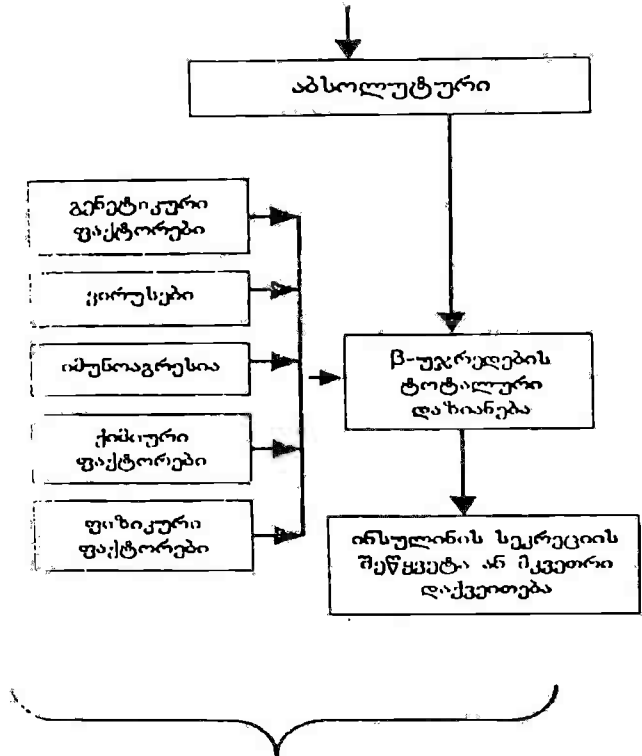 აბსოლუტური
გენეტიკური
ფაქტორები
ვირუსები
იმუნოაგრესია
ქიმიური
ფაქტორები
ფიზიკური
ფაქტორები
β-უჯრედების
ტოტალური
დაზიანება
ინსულინის სეკრეციის
შეწყვეტა ან მკვეთრი
დაქვეითება